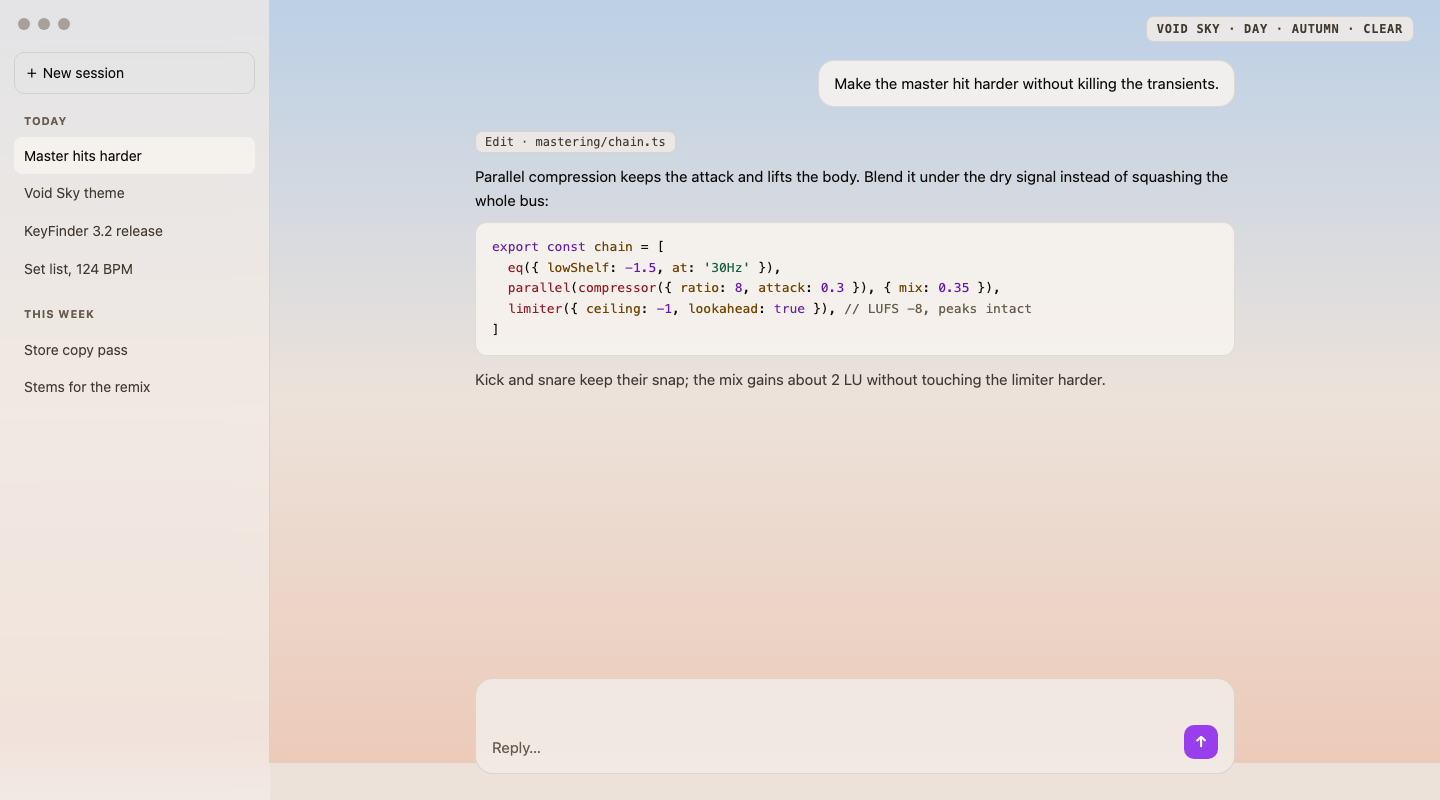 + New session
TODAY
Master hits harder
Void Sky theme
KeyFinder 3.2 release
Set list, 124 BPM
THIS WEEK
Store copy pass
Stems for the remix
VOID SKY · DAY · AUTUMN · CLEAR
Make the master hit harder without killing the transients.
Edit · mastering/chain.ts
Parallel compression keeps the attack and lifts the body. Blend it under the dry signal instead of squashing the
whole bus:
export const chain = [
  eq({ lowShelf: −1.5, at: '30Hz' }),
  parallel(compressor({ ratio: 8, attack: 0.3 }), { mix: 0.35 }),
  limiter({ ceiling: −1, lookahead: true }), // LUFS −8, peaks intact
]
Kick and snare keep their snap; the mix gains about 2 LU without touching the limiter harder.
Reply…